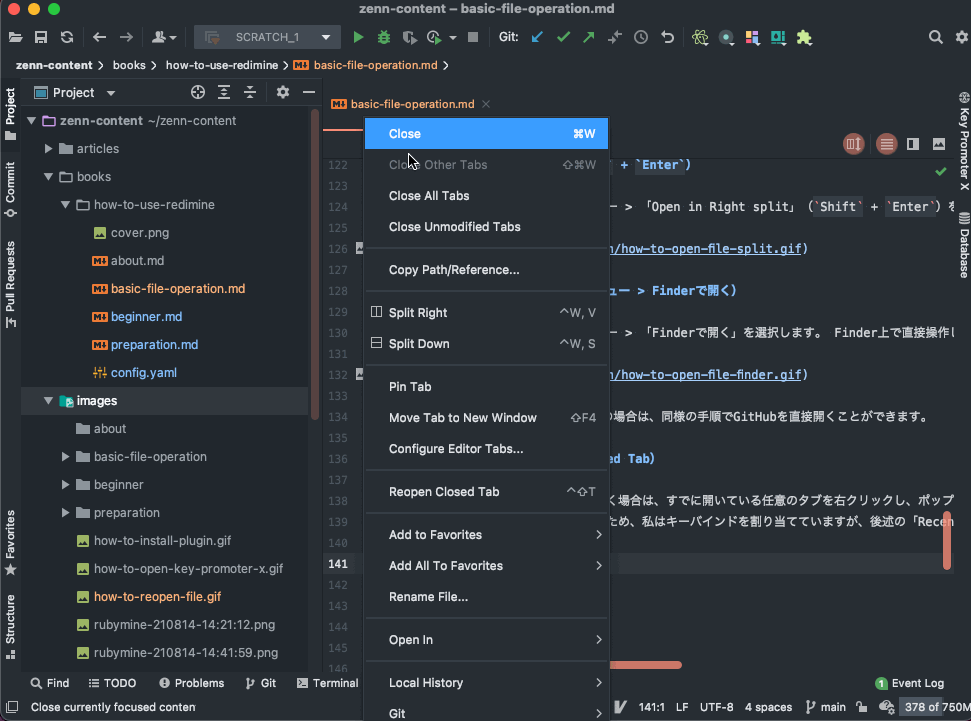 zenn-content – basic-file-operation.md
SCRATCH_1
Git:
zenn-content
books
how-to-use-redimine
basic-file-operation.md
Project
Project
basic-file-operation.md
zenn-content ~/zenn-content
articles
books
how-to-use-redimine
cover.png
about.md
basic-file-operation.md
beginner.md
preparation.md
config.yaml
images
about
basic-file-operation
beginner
preparation
how-to-install-plugin.gif
how-to-open-key-promoter-x.gif
how-to-reopen-file.gif
rubymine-210814-14:21:12.png
rubymine-210814-14:41:59.png
Commit
Pull Requests
Favorites
Structure
Close ⌘W
Close Other Tabs ⇧⌘W
Close All Tabs
Close Unmodified Tabs
Copy Path/Reference...
Split Right ^W, V
Split Down ^W, S
Pin Tab
Move Tab to New Window ⇧F4
Configure Editor Tabs...
Reopen Closed Tab ^⇧T
Add to Favorites
Add All To Favorites
Rename File...
Open In
Local History
Git
122 + `Enter`)
123
124 ー > 「Open in Right split」 (`Shift` + `Enter`)
125
126 n/how-to-open-file-split.gif)
127
128 ュー > Finderで開く)
129
130 ー > 「Finderで開く」を選択します。 Finder上で直接操作し
131
132 n/how-to-open-file-finder.gif)
133
134 の場合は、同様の手順でGitHubを直接開くことができます。
135
136 ed Tab)
137
138 く場合は、すでに開いている任意のタブを右クリックし、ポップ
139 ため、私はキーバインドを割り当てていますが、後述の「Recen
140
141
142
143
144
145
146
Key Promoter X
Database
Find
TODO
Problems
Git
Terminal
1 Event Log
Close currently focused conten
141:1 LF UTF-8 4 spaces main 378 of 750M